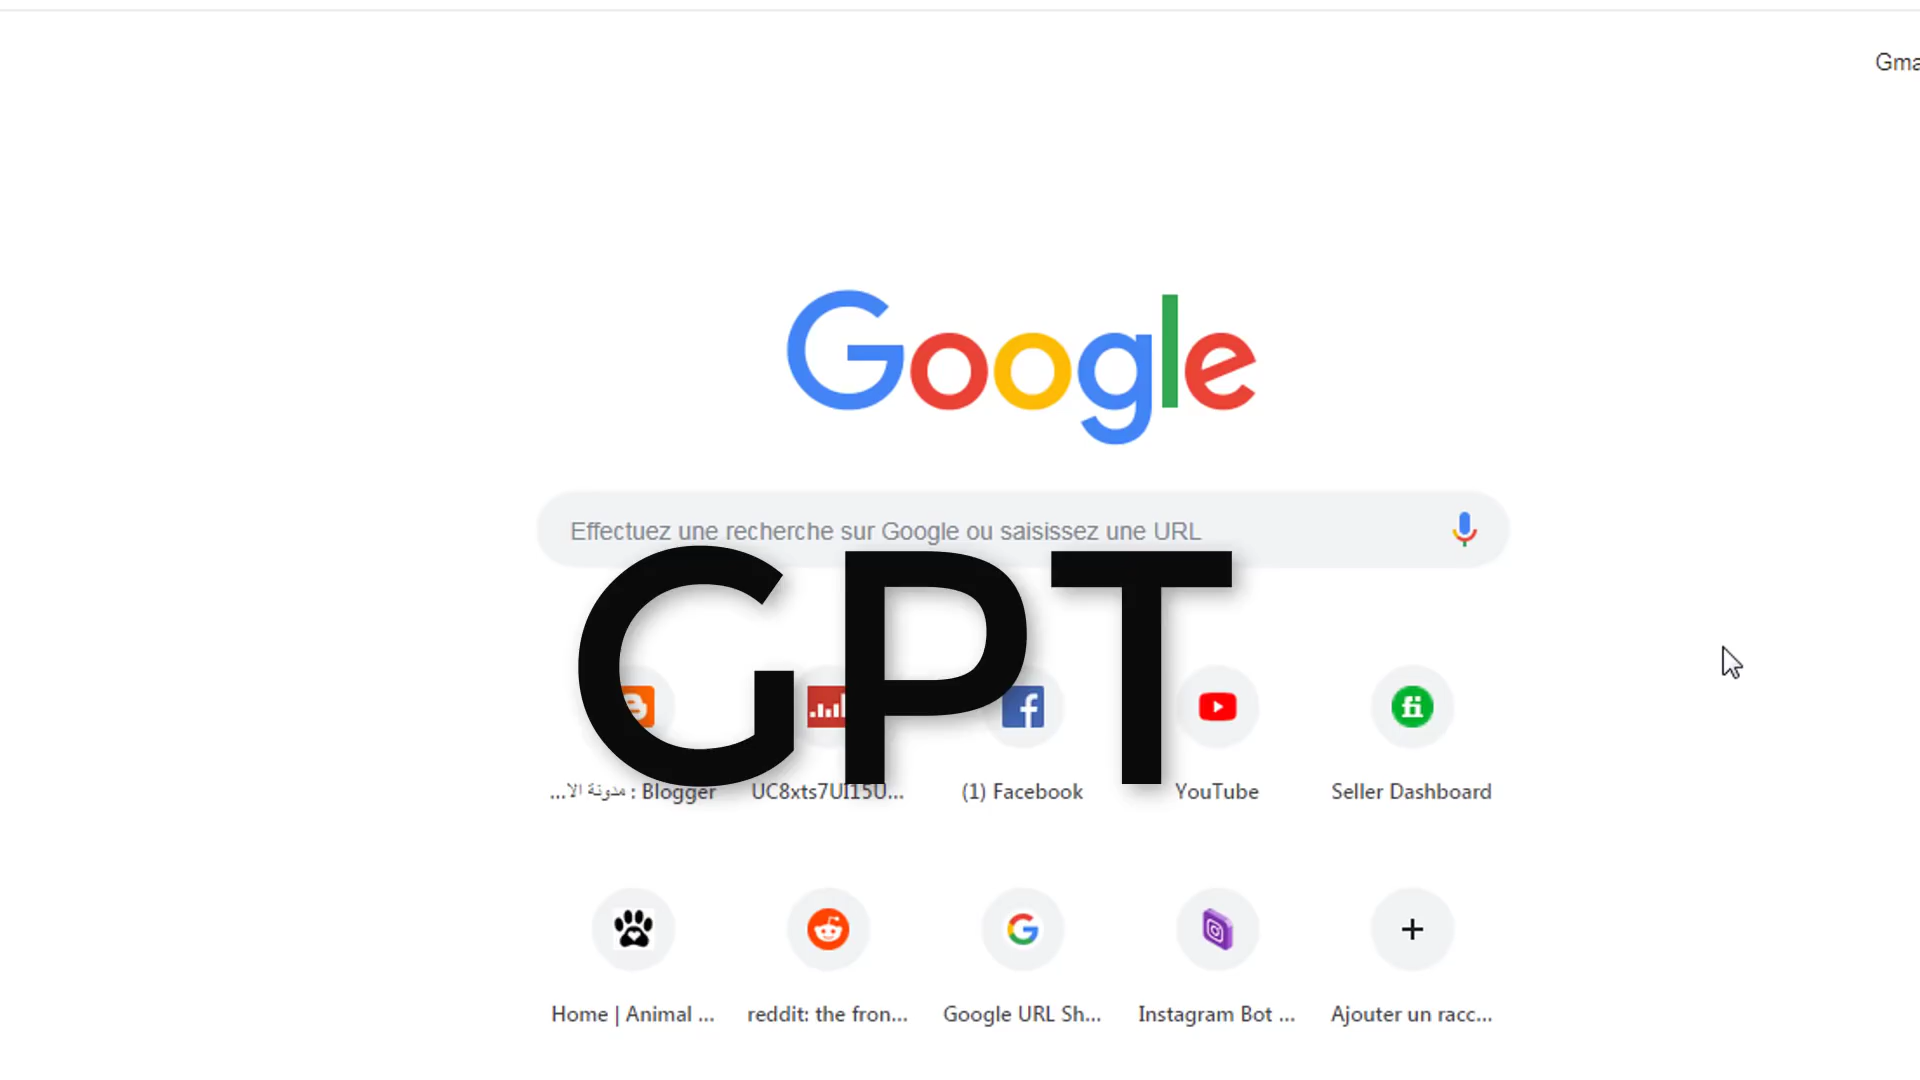 Gma
Google
Effectuez une recherche sur Google ou saisissez une URL
GPT
...مدونة الا : Blogger
UC8xts7UI15U...
(1) Facebook
YouTube
Seller Dashboard
Home | Animal ...
reddit: the fron...
Google URL Sh...
Instagram Bot ...
Ajouter un racc...